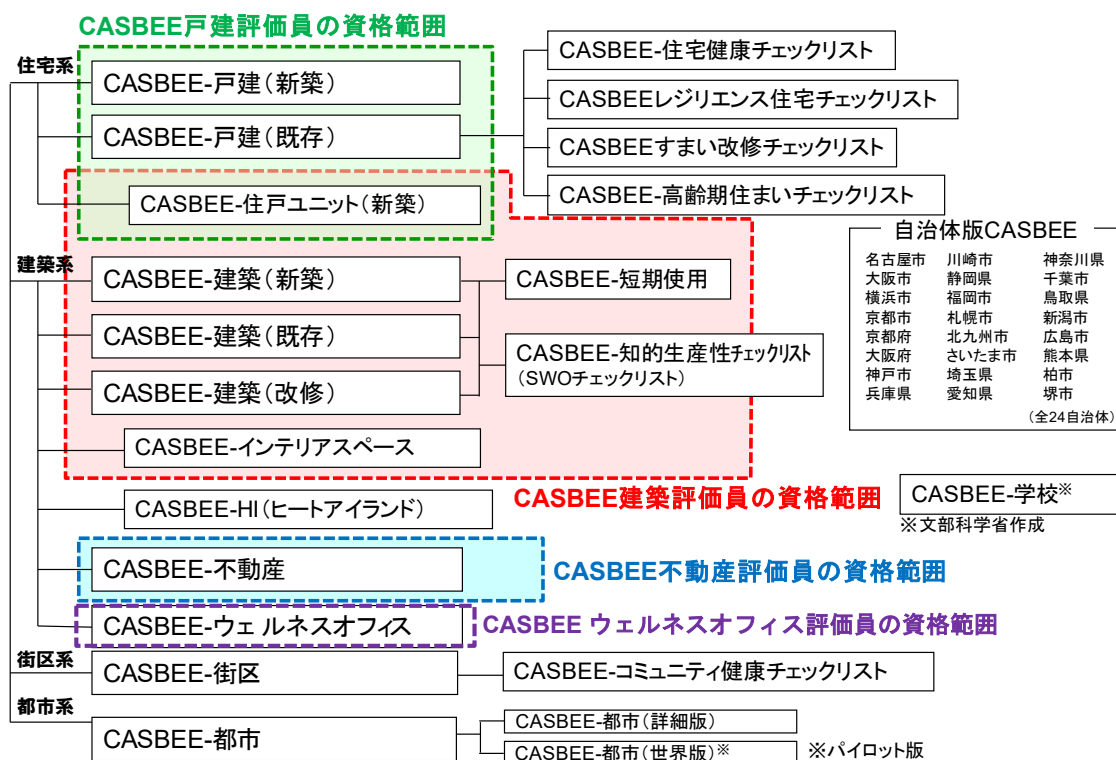 CASBEE戸建評価員の資格範囲
住宅系
CASBEE-戸建（新築）
CASBEE-戸建（既存）
CASBEE-住戸ユニット（新築）
CASBEE-住宅健康チェックリスト
CASBEEレジリエンス住宅チェックリスト
CASBEEすまい改修チェックリスト
CASBEE-高齢期住まいチェックリスト
建築系
CASBEE-建築（新築）
CASBEE-建築（既存）
CASBEE-建築（改修）
CASBEE-短期使用
CASBEE-知的生産性チェックリスト
（SWOチェックリスト）
CASBEE-インテリアスペース
CASBEE建築評価員の資格範囲
CASBEE-HI（ヒートアイランド）
CASBEE-不動産
CASBEE不動産評価員の資格範囲
CASBEE-ウェルネスオフィス
CASBEE ウェルネスオフィス評価員の資格範囲
自治体版CASBEE
名古屋市 川崎市 神奈川県
大阪市 静岡県 千葉市
横浜市 福岡市 鳥取県
京都市 札幌市 新潟市
京都府 北九州市 広島市
大阪府 さいたま市 熊本県
神戸市 埼玉県 柏市
兵庫県 愛知県 堺市
（全24自治体）
CASBEE-学校※
※文部科学省作成
街区系
CASBEE-街区
CASBEE-コミュニティ健康チェックリスト
都市系
CASBEE-都市
CASBEE-都市（詳細版）
CASBEE-都市（世界版）※
※パイロット版